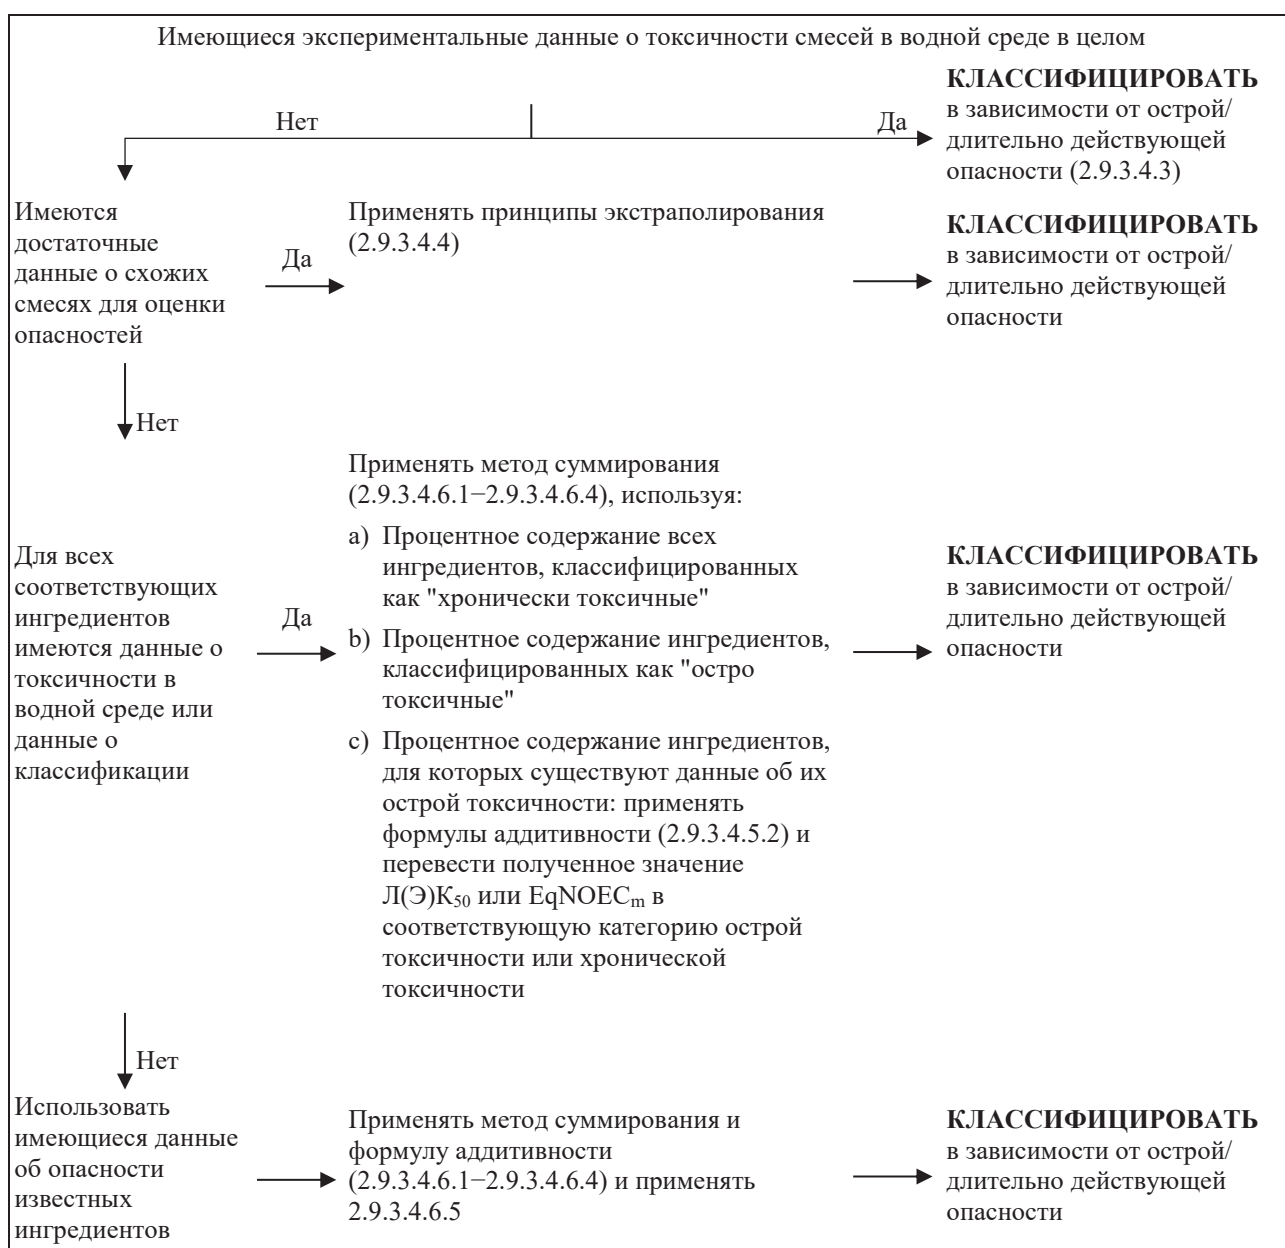 Имеющиеся экспериментальные данные о токсичности смесей в водной среде в целом
Нет
Да
КЛАССИФИЦИРОВАТЬ
в зависимости от острой/
длительно действующей
опасности (2.9.3.4.3)
Имеются
достаточные
данные о схожих
смесях для оценки
опасностей
Да
Применять принципы экстраполирования
(2.9.3.4.4)
КЛАССИФИЦИРОВАТЬ
в зависимости от острой/
длительно действующей
опасности
Нет
Для всех
соответствующих
ингредиентов
имеются данные о
токсичности в
водной среде или
данные о
классификации
Да
Применять метод суммирования
(2.9.3.4.6.1−2.9.3.4.6.4), используя:
a) Процентное содержание всех
ингредиентов, классифицированных
как "хронически токсичные"
b) Процентное содержание ингредиентов,
классифицированных как "остро
токсичные"
c) Процентное содержание ингредиентов,
для которых существуют данные об их
острой токсичности: применять
формулы аддитивности (2.9.3.4.5.2) и
перевести полученное значение
Л(Э)К₅₀ или EqNOECₘ в
соответствующую категорию острой
токсичности или хронической
токсичности
КЛАССИФИЦИРОВАТЬ
в зависимости от острой/
длительно действующей
опасности
Нет
Использовать
имеющиеся данные
об опасности
известных
ингредиентов
Применять метод суммирования и
формулу аддитивности
(2.9.3.4.6.1−2.9.3.4.6.4) и применять
2.9.3.4.6.5
КЛАССИФИЦИРОВАТЬ
в зависимости от острой/
длительно действующей
опасности